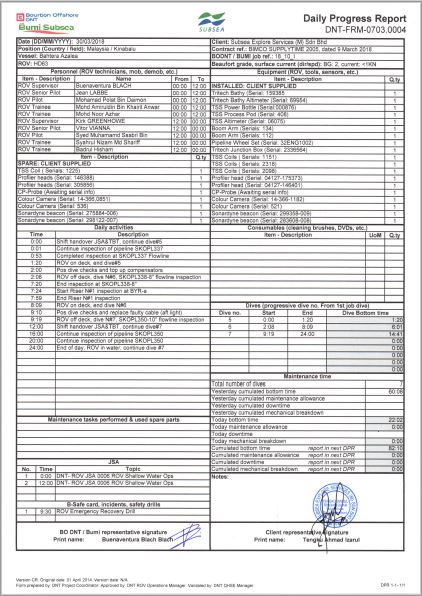 Bourbon Offshore DNT
Bumi Subsea
SUBSEA
Daily Progress Report
DNT-FRM-0703.0004
Date (DD/MM/YYYY): 30/03/2018
Client: Subsea Explore Services (M) Sdn Bhd
Position (Country / field): Malaysia / Kinabalu
Contract ref.: BIMCO SUPPLYTIME 2005, dated 9 March 2018
Vessel: Bahtera Azalea
BODNT / BUMI job ref.: 18_10_1
ROV: HD63
Beaufort grade, surface current (dir/spd): BG: 2, current: <1KN
Personnel (ROV technicians, mob, demob, etc.)
Equipment (ROV, tools, sensors, etc.)
Item - Description Name From To
Item - Description Q.ty
ROV Supervisor Buenaventura BLACH 00:00 12:00
INSTALLED: CLIENT SUPPLIED
ROV Senior Pilot Jean LABBE 00:00 12:00
Tritech Bathy (Serial: 159385 1
ROV Pilot Mohamad Polat Bin Daimon 00:00 12:00
Tritech Bathy Altimeter (Serial 69954) 1
ROV Trainee Mohd Amiruldin Bin Khairil Anwar 00:00 12:00
TSS Power Bottle (Serial:000876) 1
ROV Trainee Mohd Noor Azhar 00:00 12:00
TSS Process Pod (Serial: 408) 1
ROV Supervisor Kirk GREENHOWE 12:00 00:00
TSS Altimeter (Serial: 06075) 1
ROV Senior Pilot Vitor VIANNA 12:00 00:00
Boom Arm (Serial: 134) 1
ROV Pilot Syed Muhamamd Ssabri Bin 12:00 00:00
Boom Arm (Serial: 112) 1
ROV Trainee Syahrul Nizam Md Shariff 12:00 00:00
Pipeline Wheel Set (Serial: 32FA1002) 1
ROV Trainee Badrul Hisham 12:00 00:00
Tritech Junction Box (Serial: 2336564) 1
Item - Description Q.ty
TSS Coils ( Serial: 1151) 1
SPARE: CLIENT SUPPLIED
TSS Coil ( Serials: 2318) 1
TSS Coil ( Serials: 1225) 1
TSS Coils ( Serial: 2098) 1
Profiler heads (Serial: 146388) 1
Profiler head (Serial: 04127-175373) 1
Profiler heads (Serial: 305866) 1
Profiler head (Serial: 04127-146401) 1
CP-Probe (Awaiting serial info) 1
CP-Probe (Awaiting serial info) 1
Colour Camera (Serial: 14-366,0851) 1
Colour Camera (Serial: 14-366-1182) 1
Colour Camera (Serial: 536) 1
Colour Camera (Serial: 521) 1
Sonardyne beacon (serial: 275884-006) 1
Sonardyne beacon (serial: 299358-008) 1
Sonardyne beacon (serial: 298122-007) 1
Sonardyne beacon (serial: 283608-008) 1
Daily activities
Consumables (cleaning brushes, DVDs, etc.)
Time Description
Item - Description UoM Q.ty
0:00 Shift handover JSA&TBT, continue dive#5
0:01 Continue inspection of pipeline SKOPL337
0:53 Completed inspection at SKOPL337 Flowline
1:20 ROV on deck, end dive#5
2:00 Pos dive checks and top up compensators
2:08 ROV off deck, dive N#6, SKOPL338-8" flowline inspection
7:20 End inspection at SKOPL338-8"
7:24 Start Riser N#1 inspection at BYR-a
7:59 End Riser N#1 inspection
8:09 ROV on deck, end dive N#6
Dives (progressive dive no. From 1st job dive)
9:10 Pos dive checks and replace faulty cable (aft light)
Dive no. Start End Dive Bottom time
9:19 ROV off deck, dive N#7, SKOPL350-10" flowline inspection
5 0:00 1:20 1:20
12:00 Shift handover JSA&TBT, continue dive#7
6 2:08 8:09 6:01
16:00 Continue inspection of pipeline SKOPL350
7 9:19 24:00 14:41
20:00 Continue inspection of pipeline SKOPL350
0:00
24:00 End of day, ROV in water, continue dive #7
0:00
0:00
0:00
Maintenance time
Total number of dives 7
Yesterday cumulated bottom time 60:08
Yesterday cumulated maintenance allowance
Yesterday cumulated downtime
Yesterday cumulated mechanical breakdown
Maintenance tasks performed & used spare parts
Today bottom time 22:02
Today maintenance allowance 0:00
Today downtime
Today mechanical breakdown 0:00
Cumulated bottom time report in next DPR 82:10
Cumulated maintenance allowance report in next DPR 0:00
Cumulated downtime report in next DPR 0:00
Cumulated mechanical breakdown report in next DPR 0:00
JSA
Notes:
No. Time Topic
1 0:00 DNT- ROV JSA 0006 ROV Shallow Water Ops
2 12:00 DNT- ROV JSA 0006 ROV Shallow Water Ops
B-Safe card, incidents, safety drills
1 9:30 ROV Emergency Recovery Drill
BO DNT / Bumi representative signature
Client representative signature
Print name: Buenaventura Blach Blach
Print name: Tengku Ahmad Izarul
Version CR. Original date: 01 April 2014. Version date: N/A
Form prepared by: DNT Project Coordinator. Approved by: DNT ROV Operations Manager. Validated by: DNT QHSE Manager.
DPR 1-1-1/1